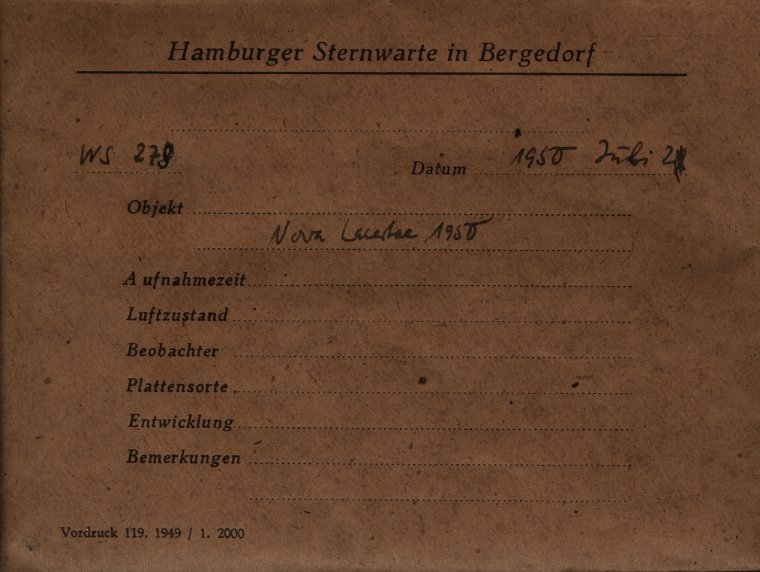 Hamburger Sternwarte in Bergedorf
WS 278
Datum 1950 Juli
Objekt
Nova Lacertae 1950
Aufnahmezeit
Luftzustand
Beobachter
Plattensorte
Entwicklung
Bemerkungen
Vordruck 119. 1949 / 1. 2000